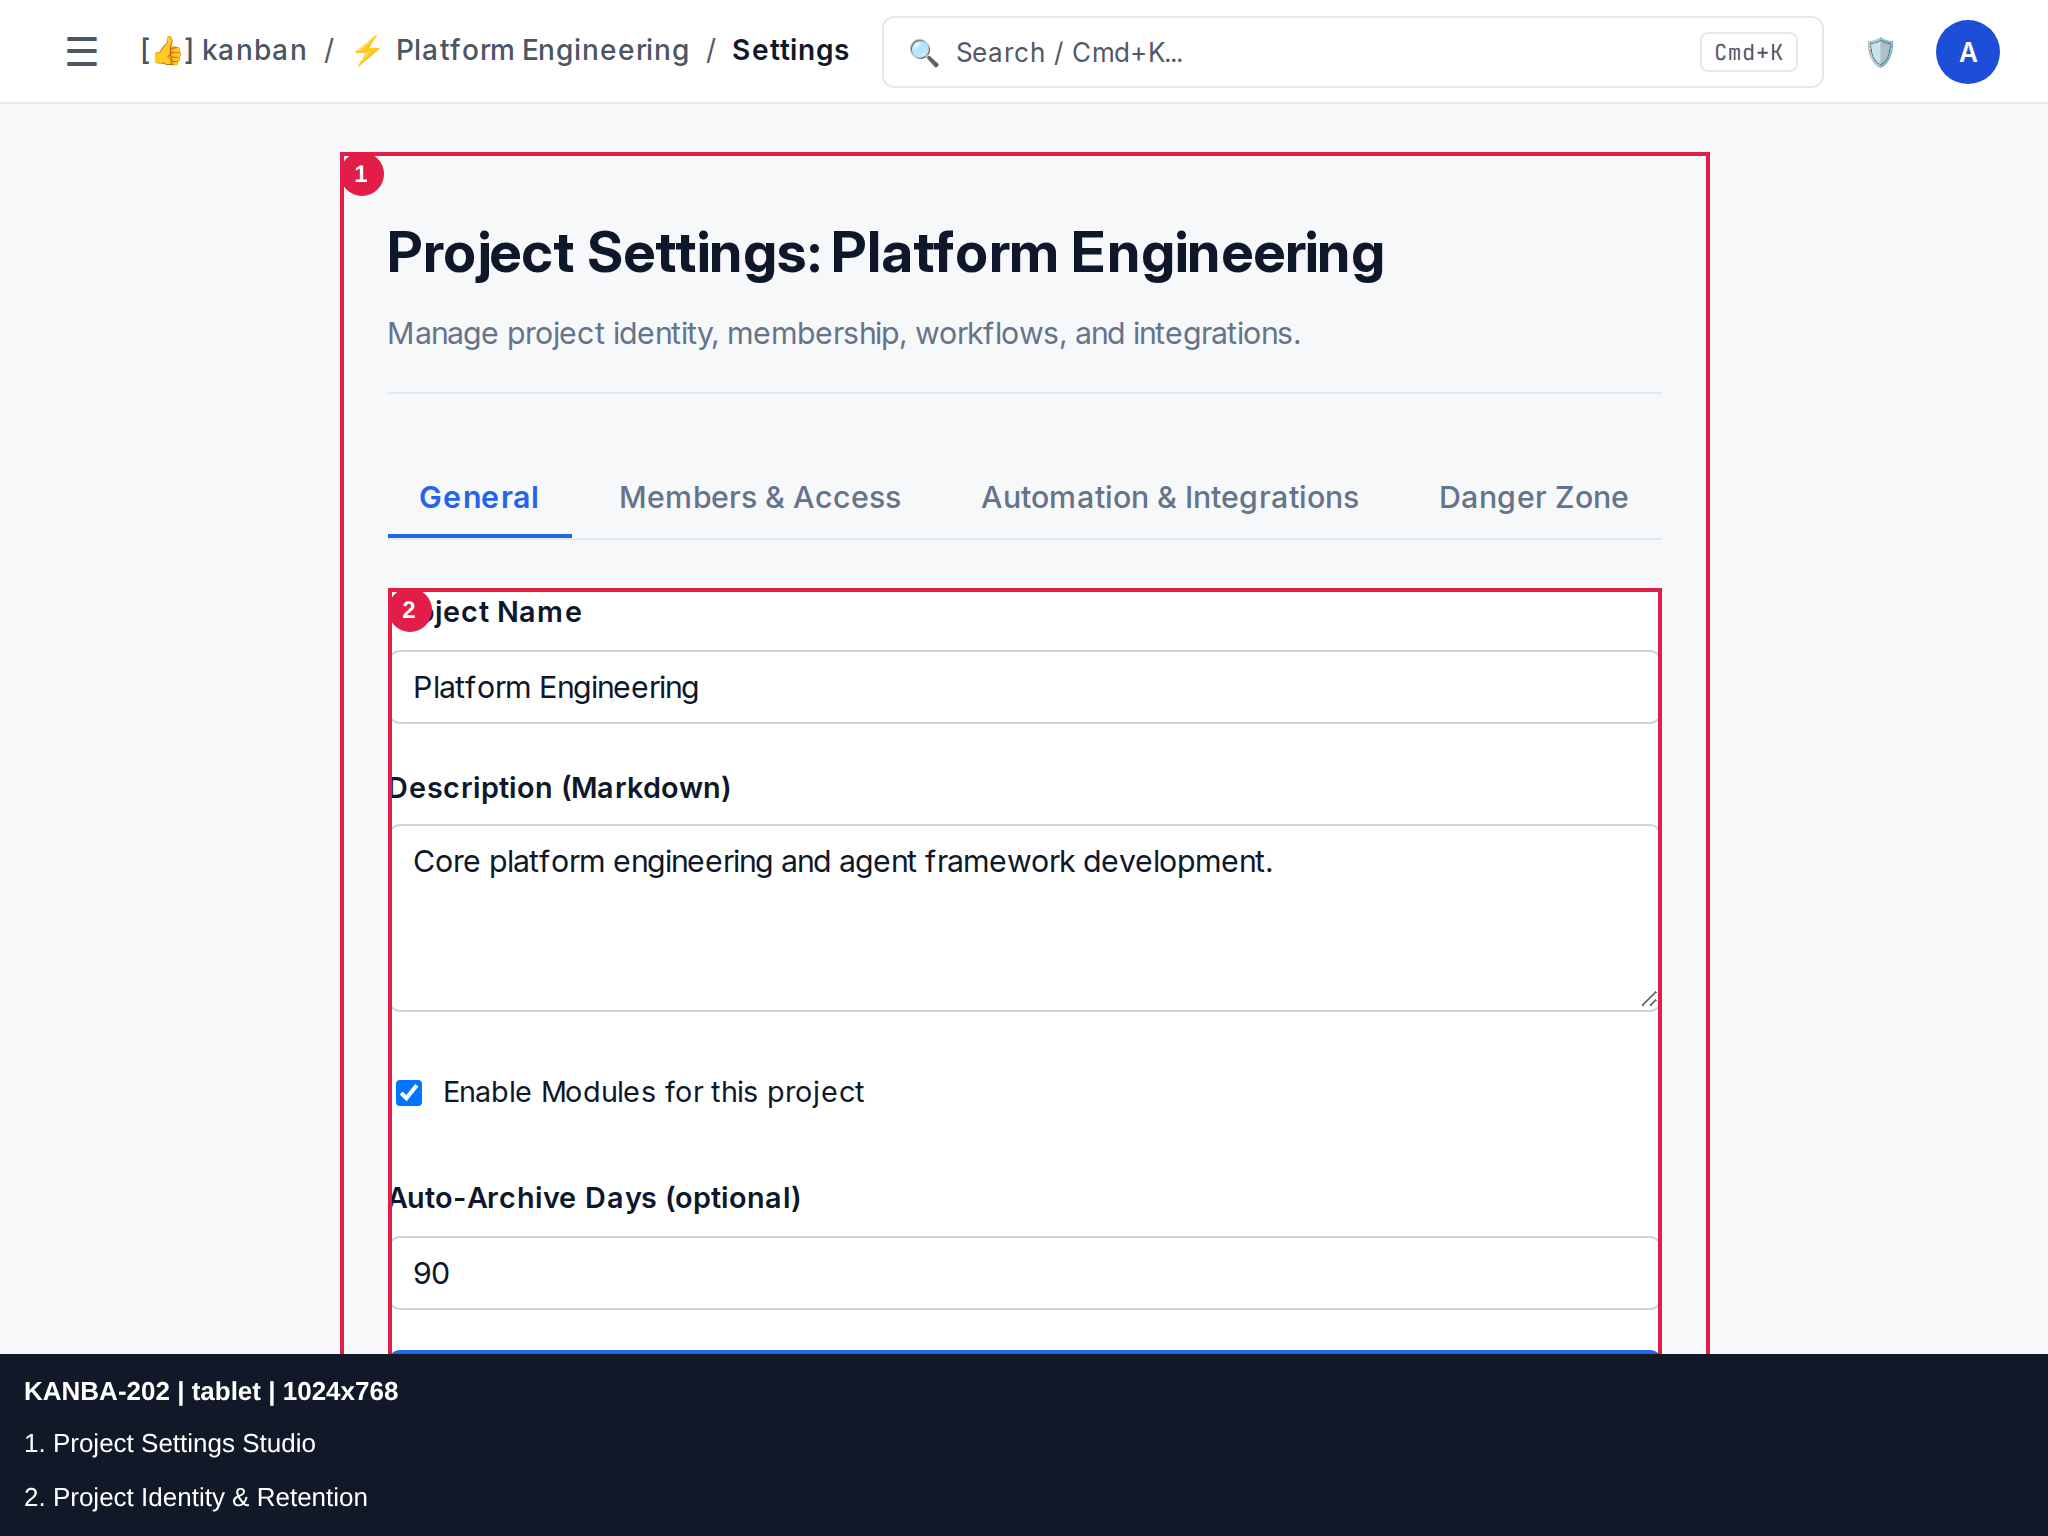 [👍] kanban / ⚡ Platform Engineering / Settings
🔍 Search / Cmd+K...
Cmd+K
A
1
Project Settings: Platform Engineering
Manage project identity, membership, workflows, and integrations.
General
Members & Access
Automation & Integrations
Danger Zone
2
ject Name
Platform Engineering
Description (Markdown)
Core platform engineering and agent framework development.
Enable Modules for this project
Auto-Archive Days (optional)
90
KANBA-202 | tablet | 1024x768
1. Project Settings Studio
2. Project Identity & Retention